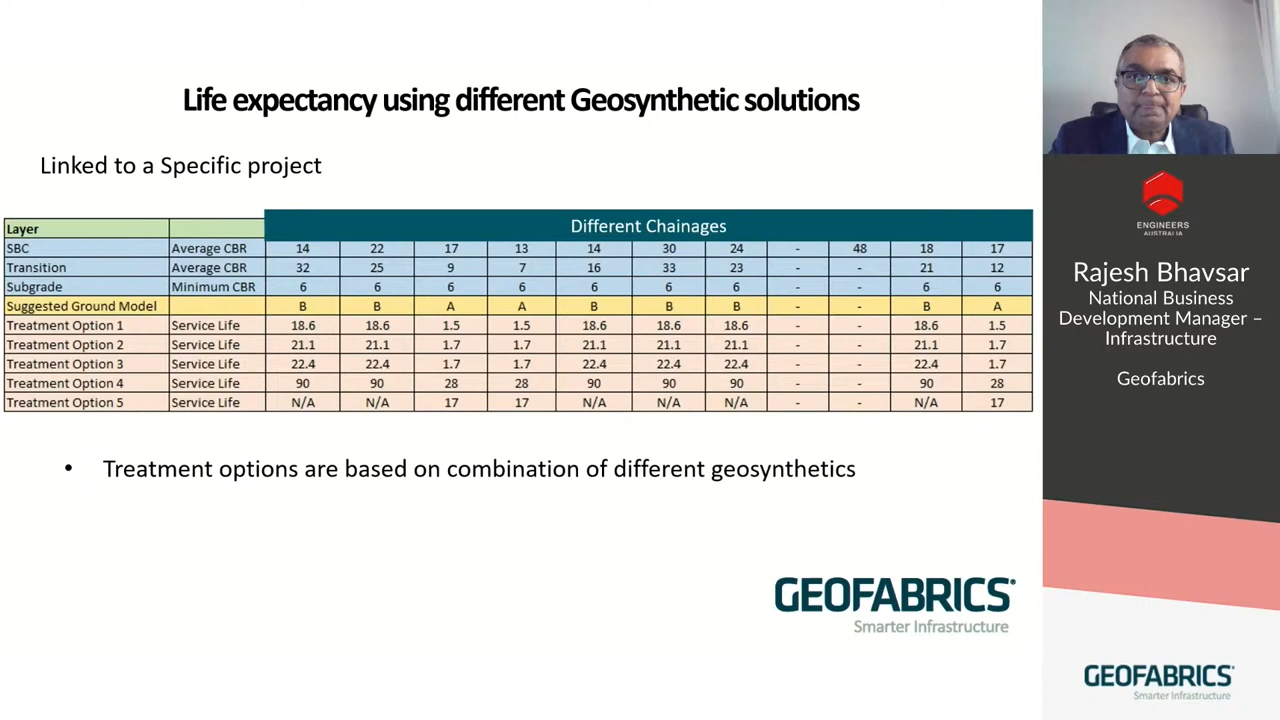 Life expectancy using different Geosynthetic solutions
Linked to a Specific project
Layer Different Chainages
SBC Average CBR 14 22 17 13 14 30 24 - 48 18 17
Transition Average CBR 32 25 9 7 16 33 23 - - 21 12
Subgrade Minimum CBR 6 6 6 6 6 6 6 - - 6 6
Suggested Ground Model B B A A B B B - - B A
Treatment Option 1 Service Life 18.6 18.6 1.5 1.5 18.6 18.6 18.6 - - 18.6 1.5
Treatment Option 2 Service Life 21.1 21.1 1.7 1.7 21.1 21.1 21.1 - - 21.1 1.7
Treatment Option 3 Service Life 22.4 22.4 1.7 1.7 22.4 22.4 22.4 - - 22.4 1.7
Treatment Option 4 Service Life 90 90 28 28 90 90 90 - - 90 28
Treatment Option 5 Service Life N/A N/A 17 17 N/A N/A N/A - - N/A 17
• Treatment options are based on combination of different geosynthetics
GEOFABRICS®
Smarter Infrastructure
ENGINEERS
AUSTRALIA
Rajesh Bhavsar
National Business
Development Manager –
Infrastructure
Geofabrics
GEOFABRICS®
Smarter Infrastructure